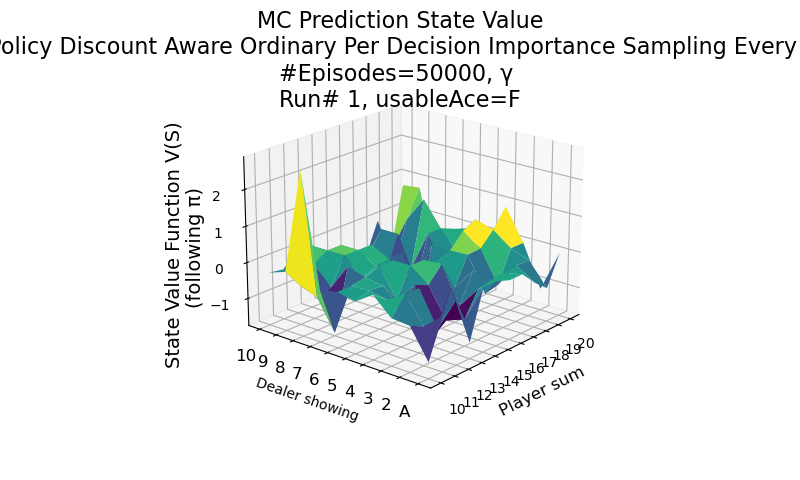 MC Prediction State Value
Policy Discount Aware Ordinary Per Decision Importance Sampling Every
#Episodes=50000, γ
Run# 1, usableAce=F
State Value Function V(S)
(following π)
2
1
0
−1
10 9 8 7 6 5 4 3 2 A
Dealer showing
10 11 12 13 14 15 16 17 18 19 20
Player sum